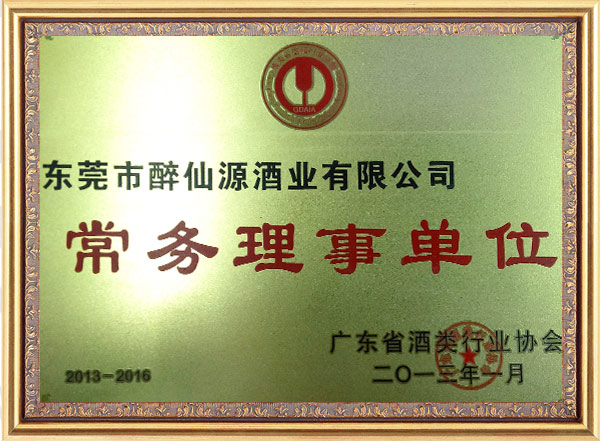 GDAIA
东莞市醉仙源酒业有限公司
常务理事单位
广东省酒类行业协会
2013-2016
二〇一三年一月